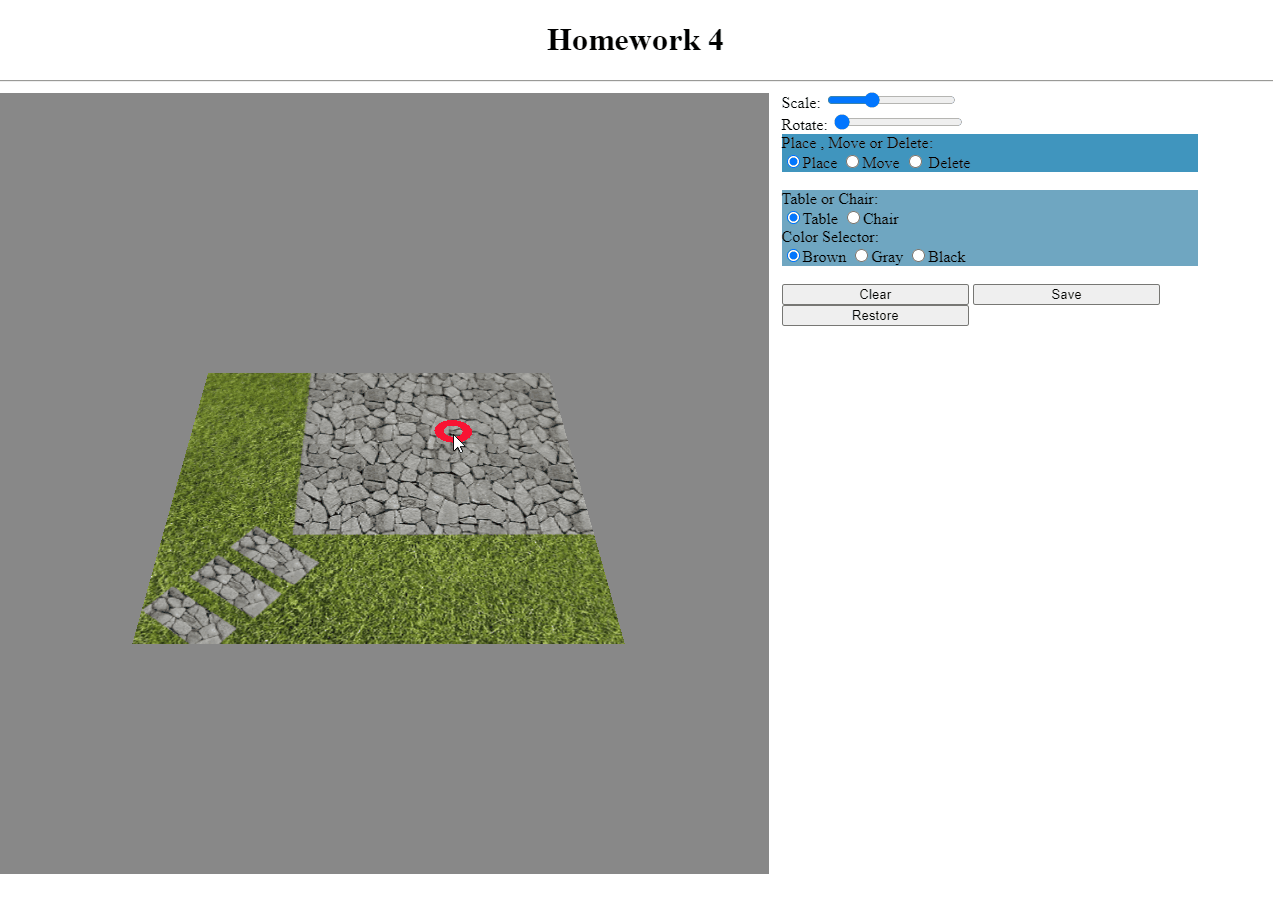 Homework 4
Scale:
Rotate:
Place , Move or Delete:
Place Move Delete
Table or Chair:
Table Chair
Color Selector:
Brown Gray Black
Clear Save
Restore